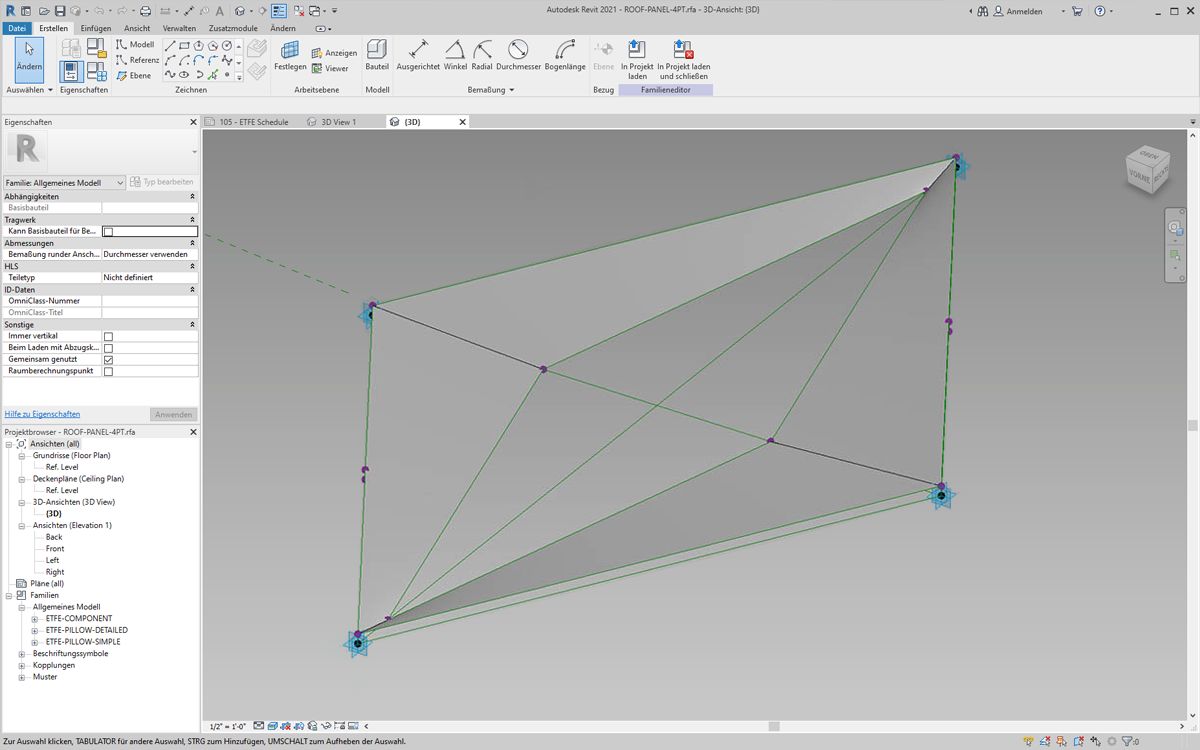 Autodesk Revit 2021 - ROOF-PANEL-4PT.rfa - 3D-Ansicht: {3D}
Anmelden
Datei Erstellen Einfügen Ansicht Verwalten Zusatzmodule Ändern
Modell
Referenz
Ebene
Anzeigen
Viewer
Ändern
Festlegen
Bauteil
Ausgerichtet Winkel Radial Durchmesser Bogenlänge
Ebene
In Projekt laden
In Projekt laden und schließen
Auswählen Eigenschaften Zeichnen Arbeitsebene Modell Bemaßung Bezug Familieneditor
Eigenschaften
105 - ETFE Schedule
3D View 1
{3D}
R
Familie: Allgemeines Modell
Typ bearbeiten
Abhängigkeiten
Basisbauteil
Tragwerk
Kann Basisbauteil für Be...
Abmessungen
Bemaßung runder Ansch... Durchmesser verwenden
HLS
Teiletyp Nicht definiert
ID-Daten
OmniClass-Nummer
OmniClass-Titel
Sonstige
Immer vertikal
Beim Laden mit Abzugsk...
Gemeinsam genutzt
Raumberechnungspunkt
Hilfe zu Eigenschaften
Anwenden
Projektbrowser - ROOF-PANEL-4PT.rfa
Ansichten (all)
Grundrisse (Floor Plan)
Ref. Level
Deckenpläne (Ceiling Plan)
Ref. Level
3D-Ansichten (3D View)
{3D}
Ansichten (Elevation 1)
Back
Front
Left
Right
Pläne (all)
Familien
Allgemeines Modell
ETFE-COMPONENT
ETFE-PILLOW-DETAILED
ETFE-PILLOW-SIMPLE
Beschriftungssymbole
Kopplungen
Muster
OBEN
VORNE
RECHTS
1/2" = 1'-0"
Zur Auswahl klicken, TABULATOR für andere Auswahl, STRG zum Hinzufügen, UMSCHALT zum Aufheben der Auswahl.
:0